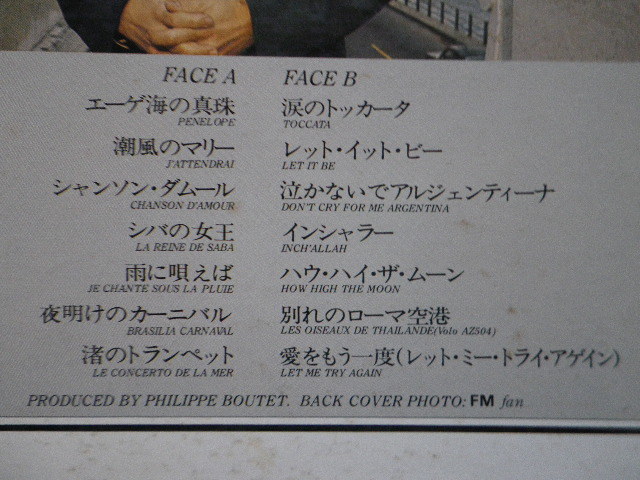 FACE A
エーゲ海の真珠
PENELOPE
潮風のマリー
J'ATTENDRAI
シャンソン・ダムール
CHANSON D'AMOUR
シバの女王
LA REINE DE SABA
雨に唄えば
JE CHANTE SOUS LA PLUIE
夜明けのカーニバル
BRASILIA CARNAVAL
渚のトランペット
LE CONCERTO DE LA MER
FACE B
涙のトッカータ
TOCCATA
レット・イット・ビー
LET IT BE
泣かないでアルジェンティーナ
DON'T CRY FOR ME ARGENTINA
インシャラー
INCH'ALLAH
ハウ・ハイ・ザ・ムーン
HOW HIGH THE MOON
別れのローマ空港
LES OISEAUX DE THAILANDE(Volo AZ504)
愛をもう一度(レット・ミー・トライ・アゲイン)
LET ME TRY AGAIN
PRODUCED BY PHILIPPE BOUTET. BACK COVER PHOTO: FM fan